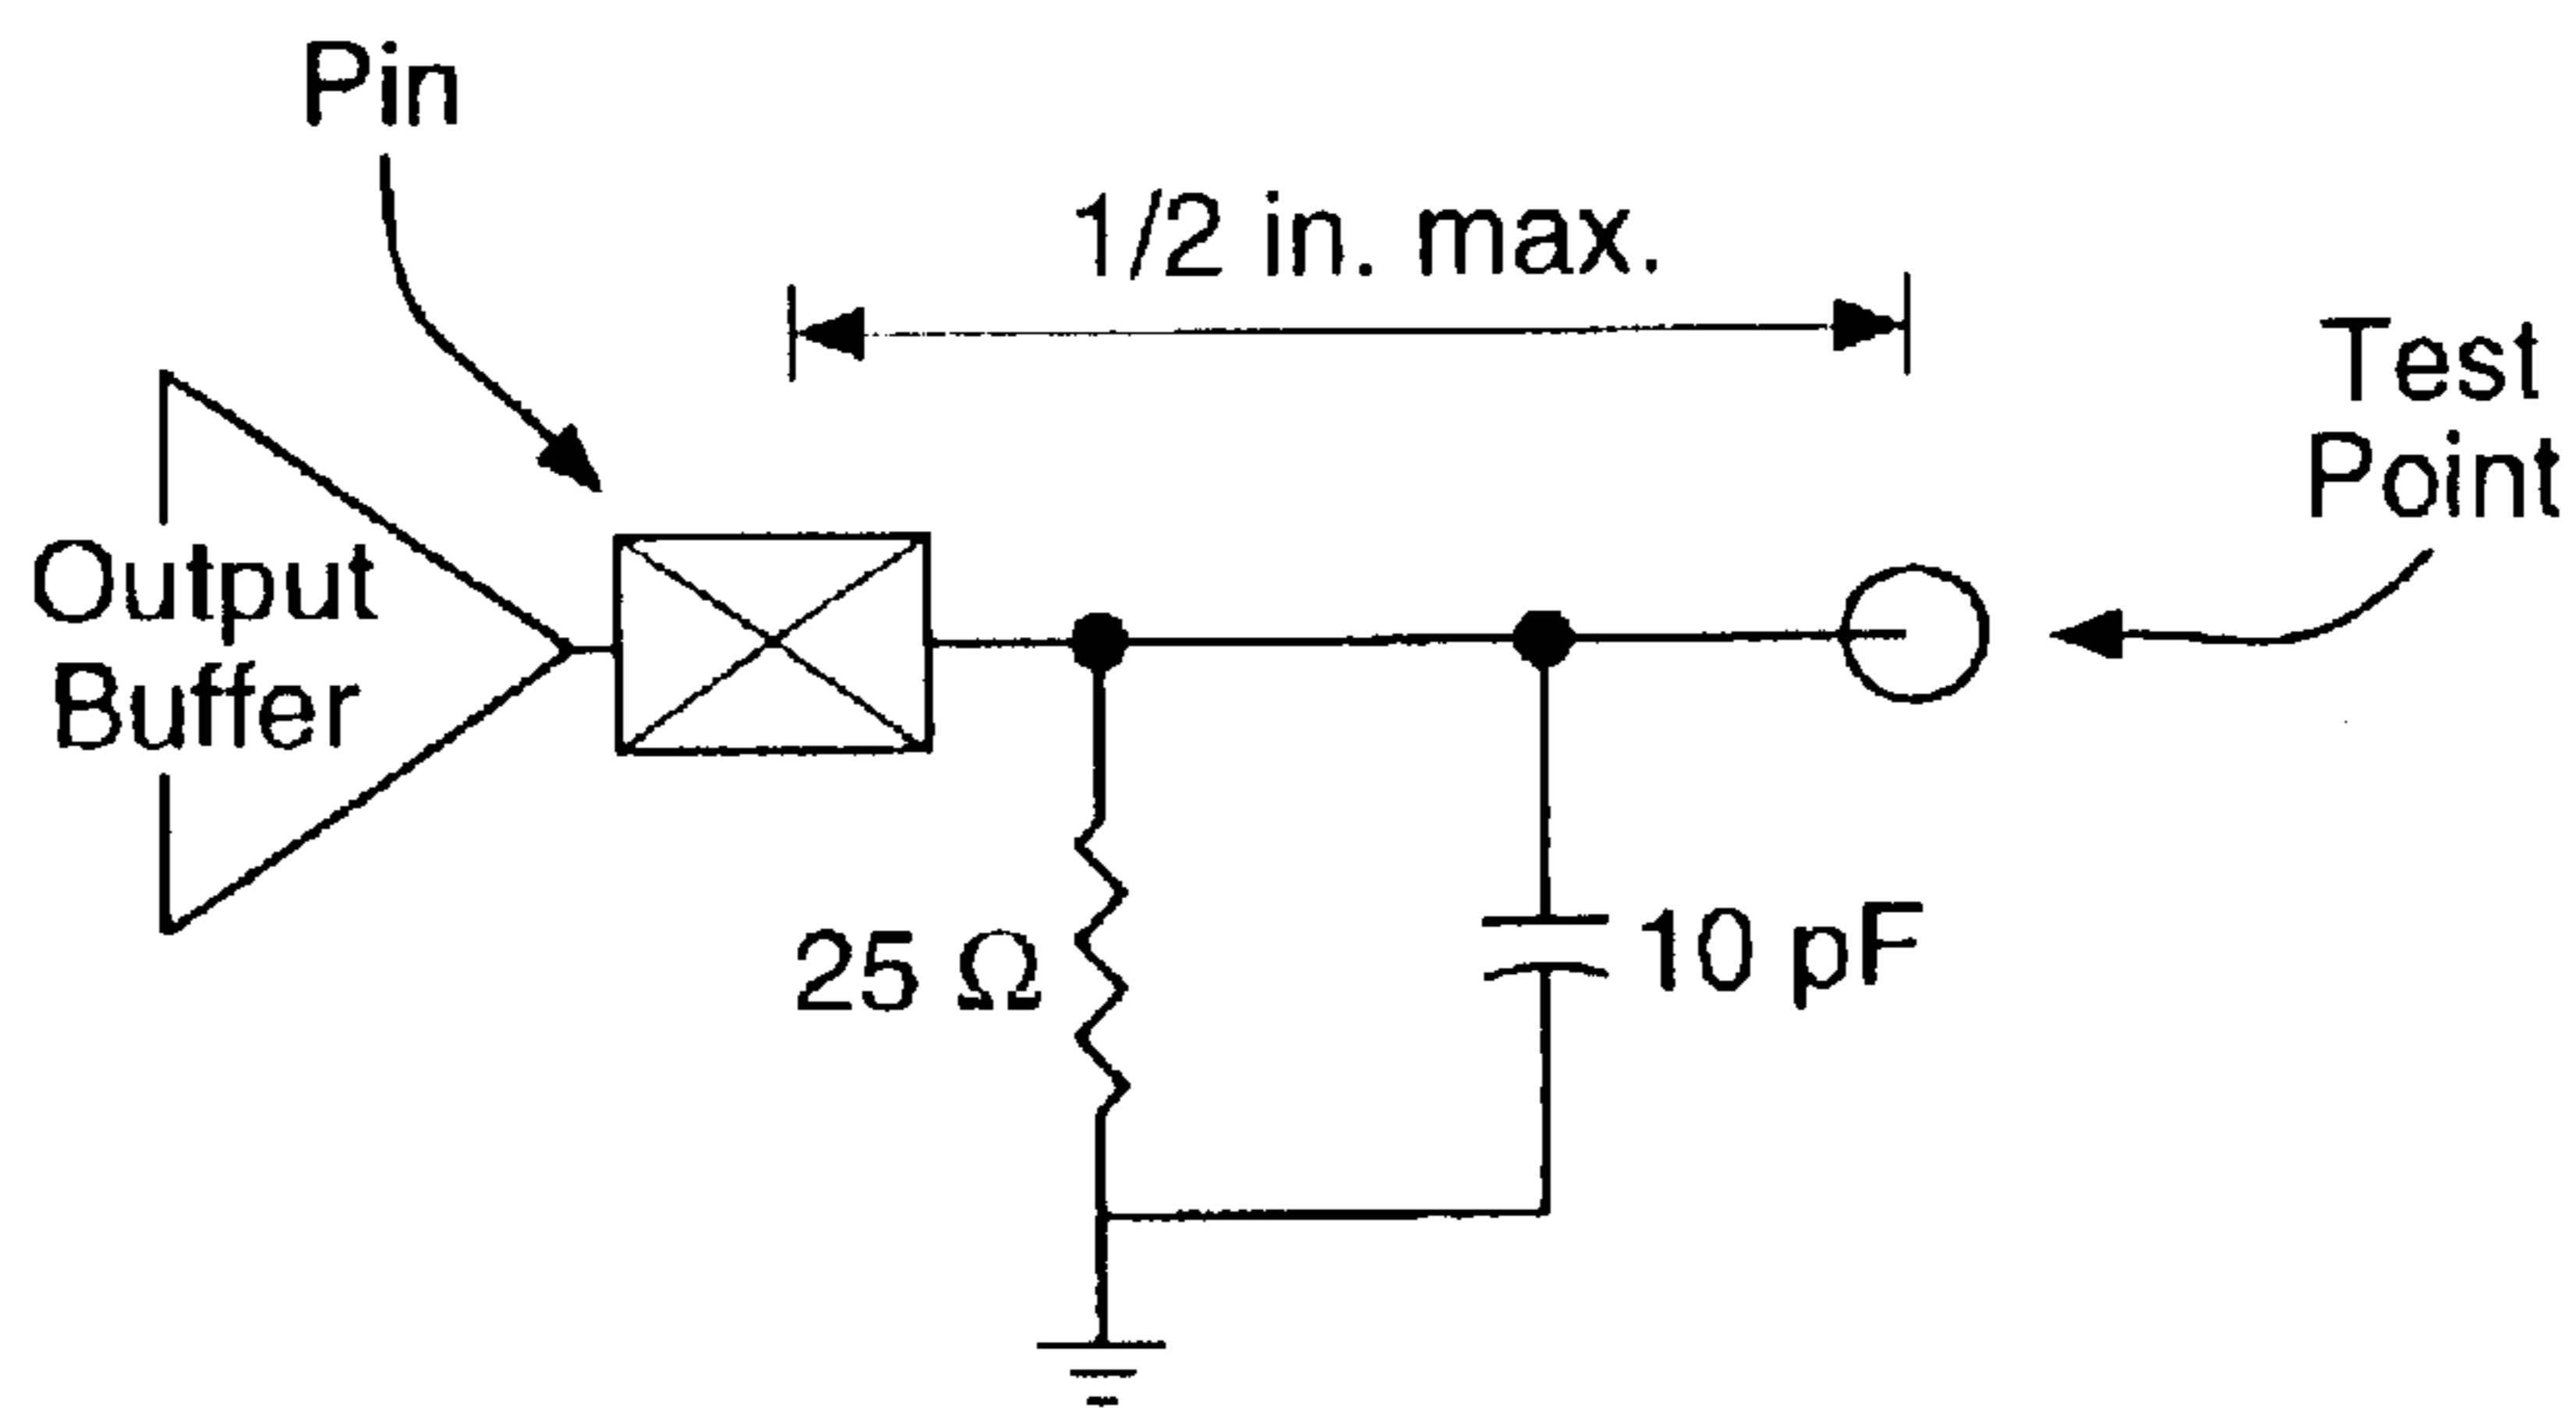 Pin
1/2 in. max.
Test
Point
Output
Buffer
25 Ω
10 pF